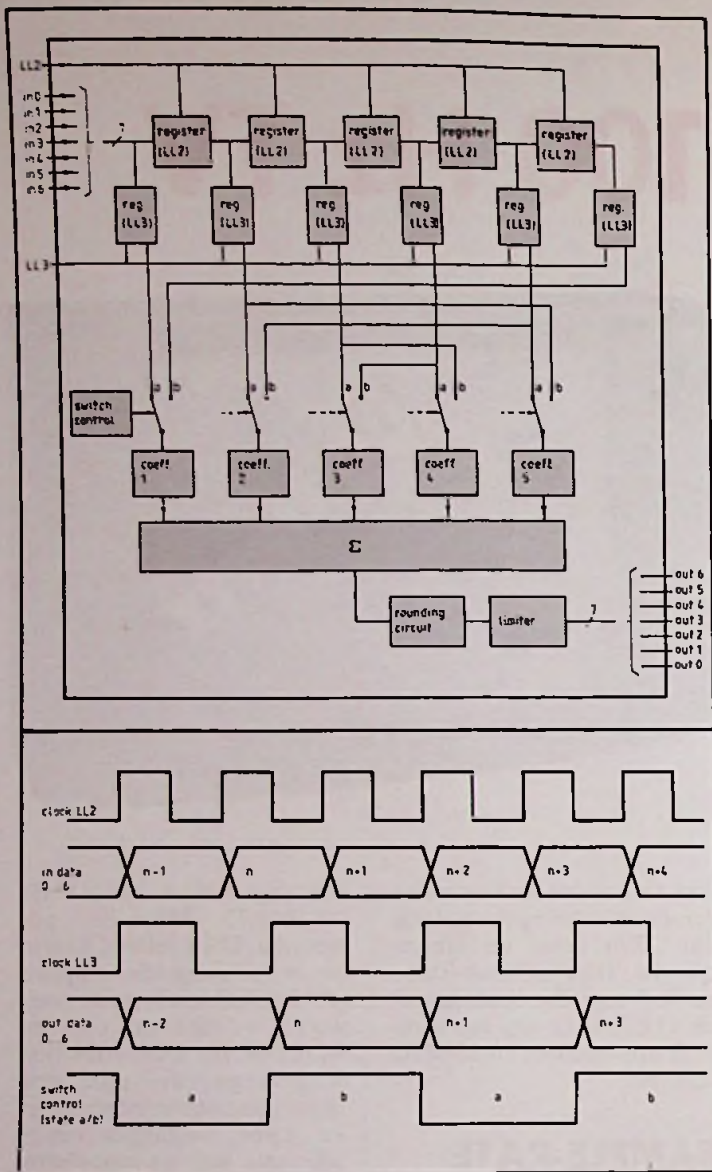 LL2
in0
in1
in2
in3
in4
in5
in6
7
register (LL2)
register (LL2)
register (LL2)
register (LL2)
register (LL2)
reg (LL3)
reg (LL3)
reg (LL3)
reg (LL3)
reg (LL3)
reg. (LL3)
LL3
a b
a b
a b
a b
a b
switch control
coeff. 1
coeff. 2
coeff 3
coeff 4
coeff. 5
Σ
rounding circuit
limiter
7
out 6
out 5
out 4
out 3
out 2
out 1
out 0
clock LL2
in data 0...6
n-1
n
n+1
n+2
n+3
n+4
clock LL3
out data 0...6
n-2
n
n+1
n+3
switch control (state a/b)
a
b
a
b